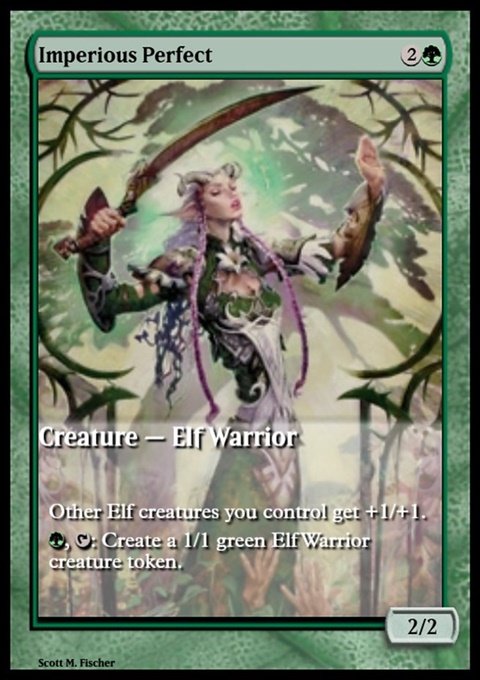 Imperious Perfect 2
Creature — Elf Warrior
Other Elf creatures you control get +1/+1.
, : Create a 1/1 green Elf Warrior
creature token.
2/2
Scott M. Fischer